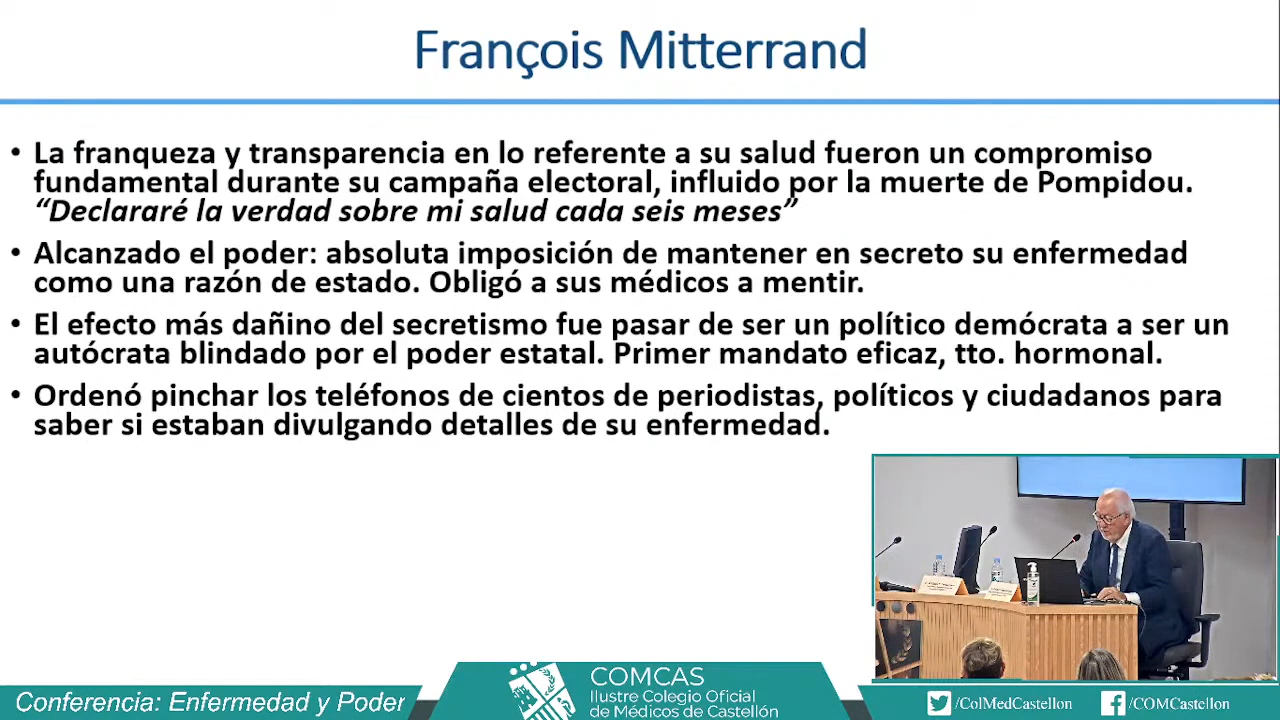 François Mitterrand
• La franqueza y transparencia en lo referente a su salud fueron un compromiso
fundamental durante su campaña electoral, influido por la muerte de Pompidou.
“Declararé la verdad sobre mi salud cada seis meses”
• Alcanzado el poder: absoluta imposición de mantener en secreto su enfermedad
como una razón de estado. Obligó a sus médicos a mentir.
• El efecto más dañino del secretismo fue pasar de ser un político demócrata a ser un
autócrata blindado por el poder estatal. Primer mandato eficaz, tto. hormonal.
• Ordenó pinchar los teléfonos de cientos de periodistas, políticos y ciudadanos para
saber si estaban divulgando detalles de su enfermedad.
Conferencia: Enfermedad y Poder
COMCAS
Ilustre Colegio Oficial
de Médicos de Castellón
/ColMedCastellon
/COMCastellon